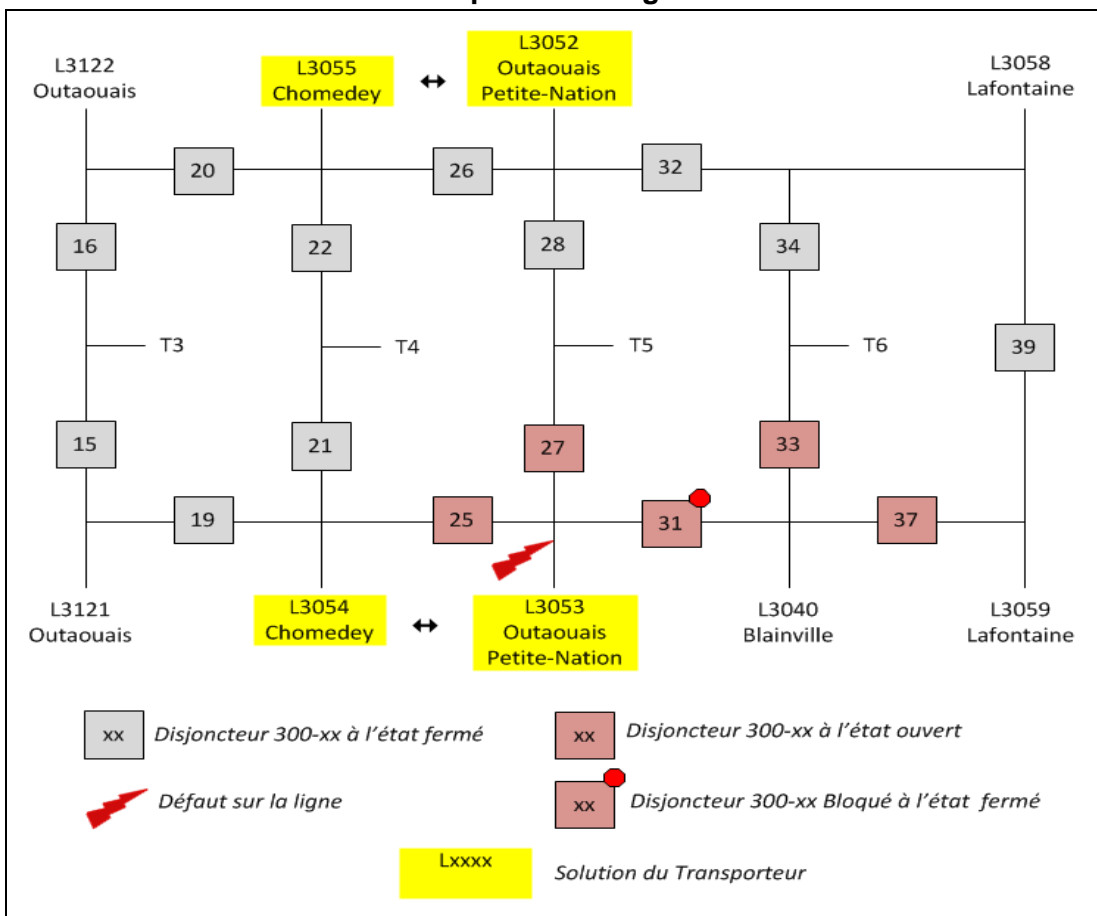 L3122
Outaouais
L3055
Chomedey
L3052
Outaouais
Petite-Nation
L3058
Lafontaine
20
26
32
16
22
28
34
T3
T4
T5
T6
39
15
21
27
33
19
25
31
37
L3121
Outaouais
L3054
Chomedey
L3053
Outaouais
Petite-Nation
L3040
Blainville
L3059
Lafontaine
xx
Disjoncteur 300-xx à l'état fermé
xx
Disjoncteur 300-xx à l'état ouvert
Défaut sur la ligne
xx
Disjoncteur 300-xx Bloqué à l'état fermé
Lxxxx
Solution du Transporteur